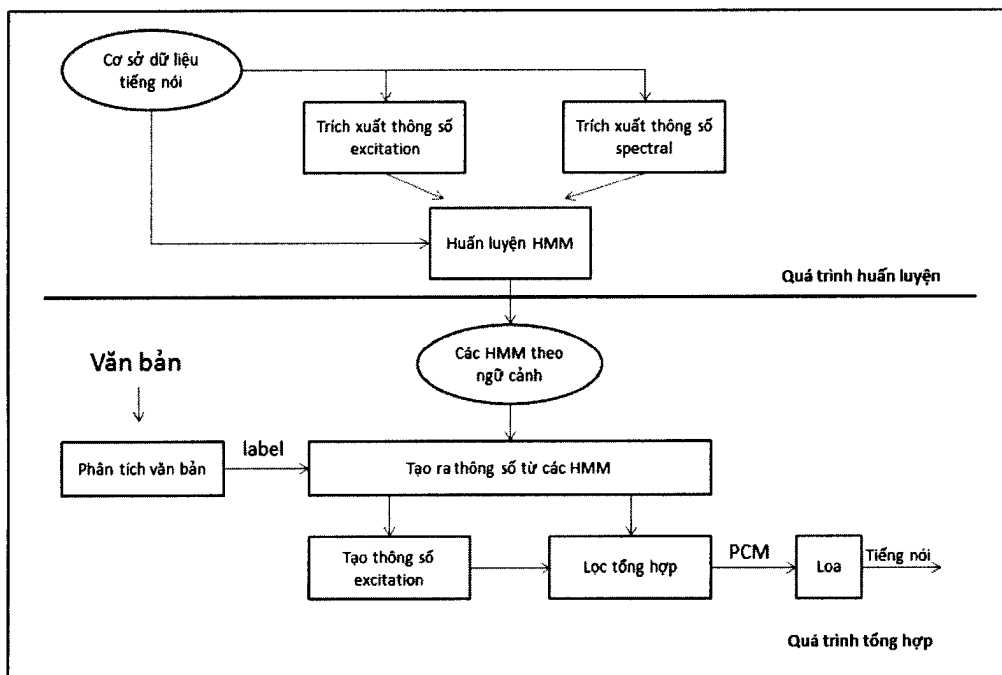 Cơ sở dữ liệu
tiếng nói
Trích xuất thông số
excitation
Trích xuất thông số
spectral
Huấn luyện HMM
Quá trình huấn luyện
Các HMM theo
ngữ cảnh
Văn bản
Phân tích văn bản
label
Tạo ra thông số từ các HMM
Tạo thông số
excitation
Lọc tổng hợp
PCM
Loa
Tiếng nói
Quá trình tổng hợp